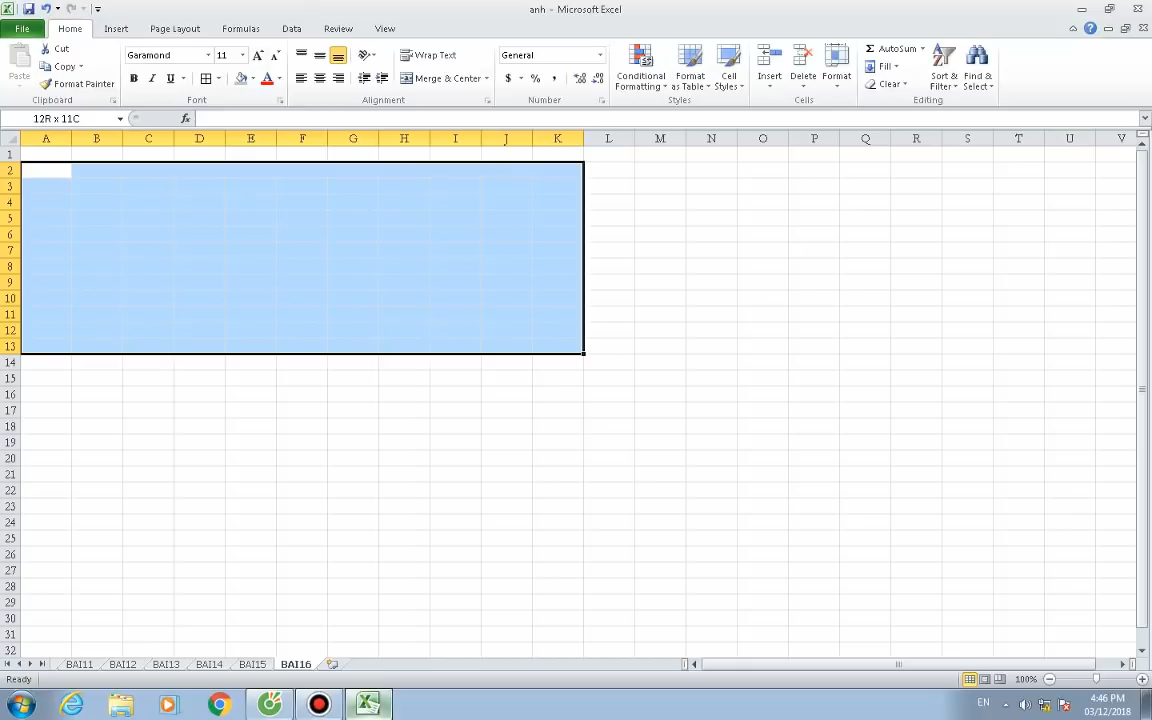 anh - Microsoft Excel
File Home Insert Page Layout Formulas Data Review View
Paste
Cut
Copy
Format Painter
Clipboard
Garamond 11
B I U
Font
Wrap Text
Merge & Center
Alignment
General
$ % ,
Number
Conditional Formatting
Format as Table
Cell Styles
Styles
Insert Delete Format
Cells
AutoSum
Fill
Clear
Sort & Filter
Find & Select
Editing
12R x 11C fx
A B C D E F G H I J K L M N O P Q R S T U V
1
2
3
4
5
6
7
8
9
10
11
12
13
14
15
16
17
18
19
20
21
22
23
24
25
26
27
28
29
30
31
32
BAI11 BAI12 BAI13 BAI14 BAI15 BAI16
Ready 100%
EN 4:46 PM
03/12/2018